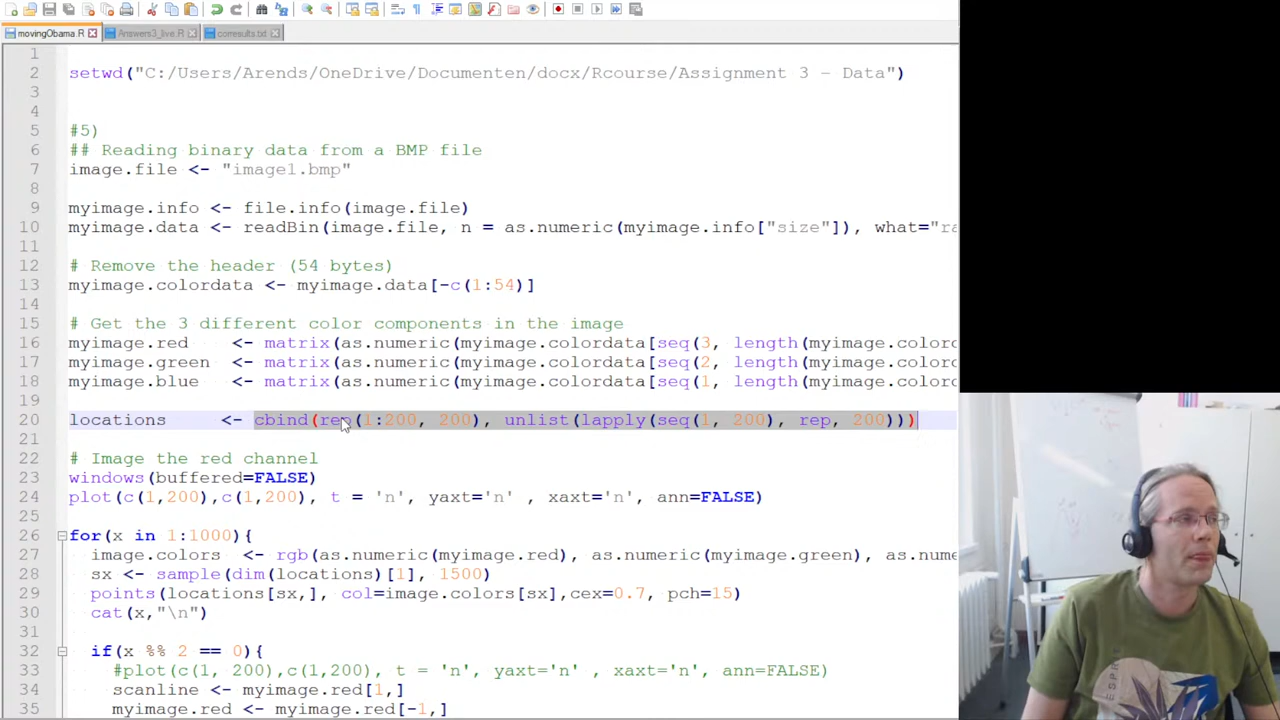 movingObama.R
Answers3_live.R
corresults.txt
1
2 setwd("C:/Users/Arends/OneDrive/Documenten/docx/Rcourse/Assignment 3 - Data")
3
4
5 #5)
6 ## Reading binary data from a BMP file
7 image.file <- "image1.bmp"
8
9 myimage.info <- file.info(image.file)
10 myimage.data <- readBin(image.file, n = as.numeric(myimage.info["size"]), what="ra
11
12 # Remove the header (54 bytes)
13 myimage.colordata <- myimage.data[-c(1:54)]
14
15 # Get the 3 different color components in the image
16 myimage.red <- matrix(as.numeric(myimage.colordata[seq(3, length(myimage.colorc
17 myimage.green <- matrix(as.numeric(myimage.colordata[seq(2, length(myimage.colorc
18 myimage.blue <- matrix(as.numeric(myimage.colordata[seq(1, length(myimage.colorc
19
20 locations <- cbind(rep(1:200, 200), unlist(lapply(seq(1, 200), rep, 200)))
21
22 # Image the red channel
23 windows(buffered=FALSE)
24 plot(c(1,200),c(1,200), t = 'n', yaxt='n' , xaxt='n', ann=FALSE)
25
26 for(x in 1:1000){
27 image.colors <- rgb(as.numeric(myimage.red), as.numeric(myimage.green), as.nume
28 sx <- sample(dim(locations)[1], 1500)
29 points(locations[sx,], col=image.colors[sx],cex=0.7, pch=15)
30 cat(x,"\n")
31
32 if(x %% 2 == 0){
33 #plot(c(1, 200),c(1,200), t = 'n', yaxt='n' , xaxt='n', ann=FALSE)
34 scanline <- myimage.red[1,]
35 myimage.red <- myimage.red[-1,]